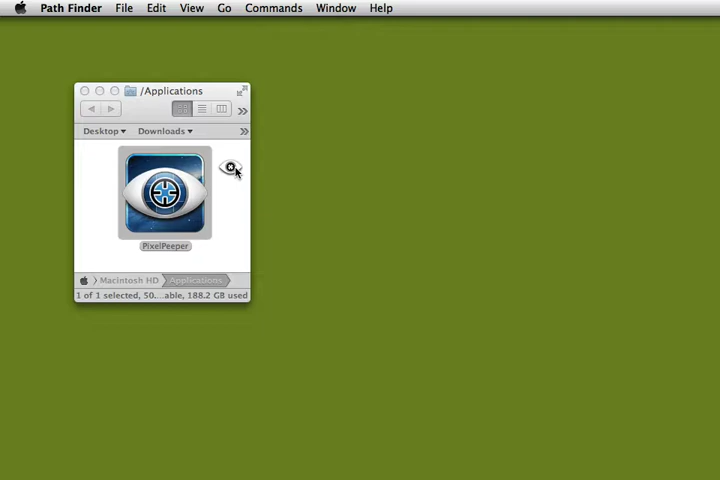 Path Finder File Edit View Go Commands Window Help
/Applications
Desktop Downloads
PixelPeeper
Macintosh HD Applications
1 of 1 selected, 50....able, 188.2 GB used